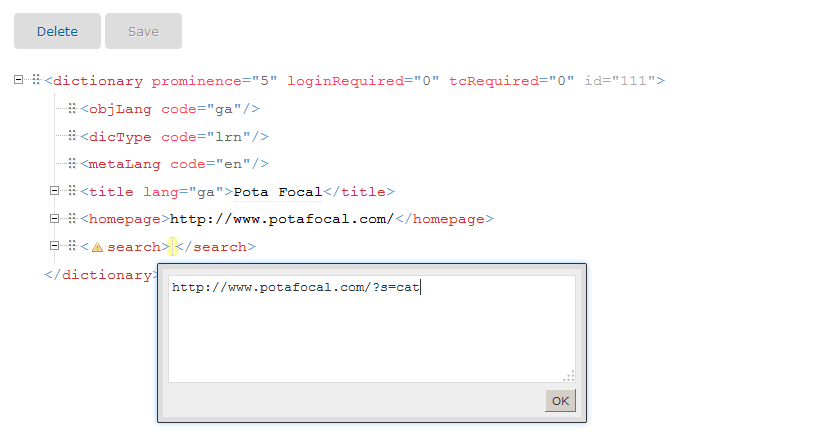 Delete Save
<dictionary prominence="5" loginRequired="0" tcRequired="0" id="111">
<objLang code="ga"/>
<dicType code="lrn"/>
<metaLang code="en"/>
<title lang="ga">Pota Focal</title>
<homepage>http://www.potafocal.com/</homepage>
<search> </search>
</dictionary>
http://www.potafocal.com/?s=cat
OK